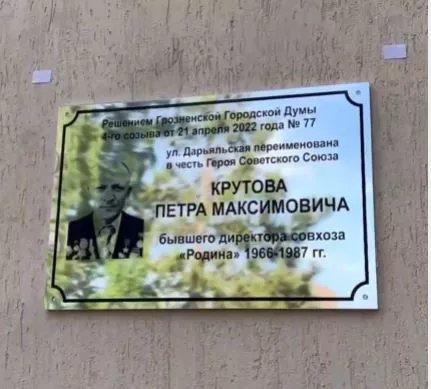 Решением Грозненской Городской Думы
4-го созыва от 21 апреля 2022 года № 77
ул. Дарьяльская переименована
в честь Героя Советского Союза
КРУТОВА
ПЕТРА МАКСИМОВИЧА
бывшего директора совхоза
«Родина» 1966-1987 гг.